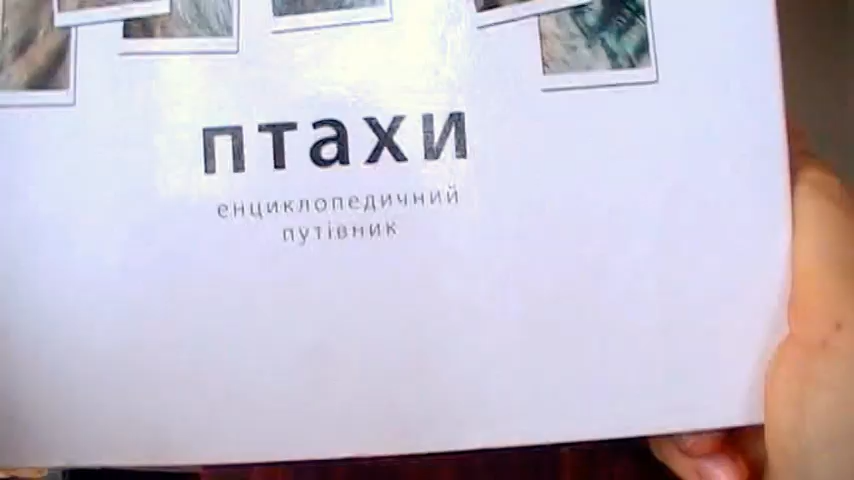 птахи
енциклопедичний
путівник